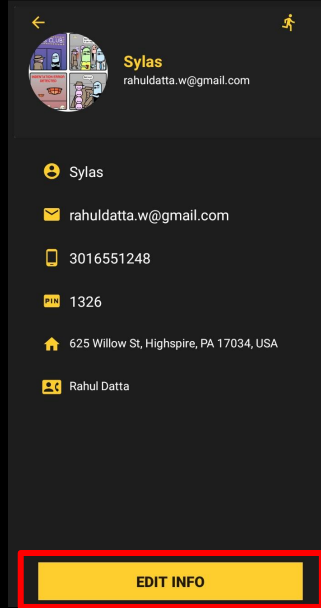 Sylas
rahuldatta.w@gmail.com
Sylas
rahuldatta.w@gmail.com
3016551248
PIN 1326
625 Willow St, Highspire, PA 17034, USA
Rahul Datta
EDIT INFO